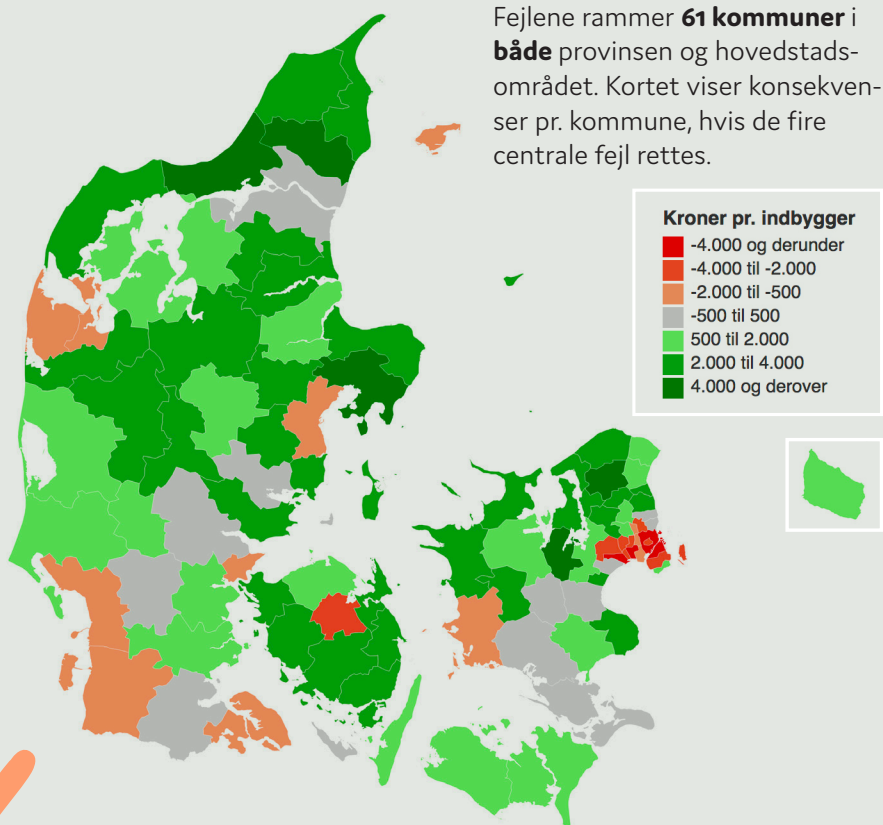 Fejlene rammer 61 kommuner i
både provinsen og hovedstads-
området. Kortet viser konsekven-
ser pr. kommune, hvis de fire
centrale fejl rettes.
Kroner pr. indbygger
-4.000 og derunder
-4.000 til -2.000
-2.000 til -500
-500 til 500
500 til 2.000
2.000 til 4.000
4.000 og derover